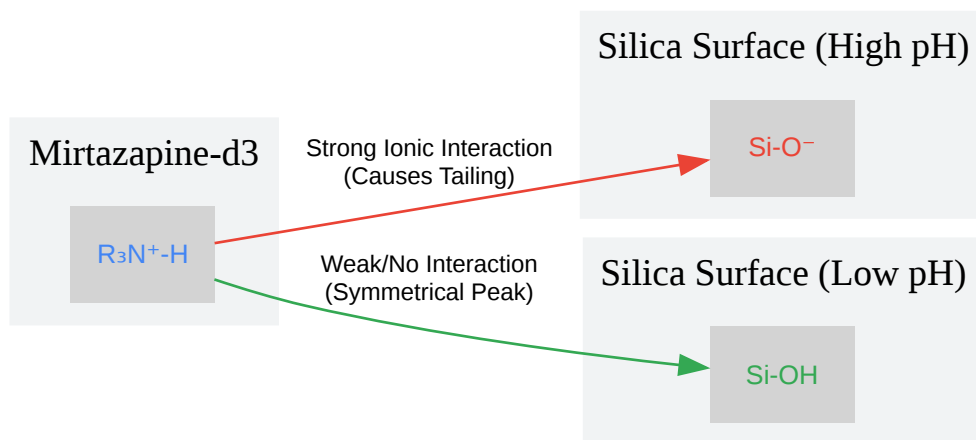 Silica Surface (High pH)
Si-O⁻
Mirtazapine-d3
R₃N⁺-H
Strong Ionic Interaction
(Causes Tailing)
Weak/No Interaction
(Symmetrical Peak)
Silica Surface (Low pH)
Si-OH